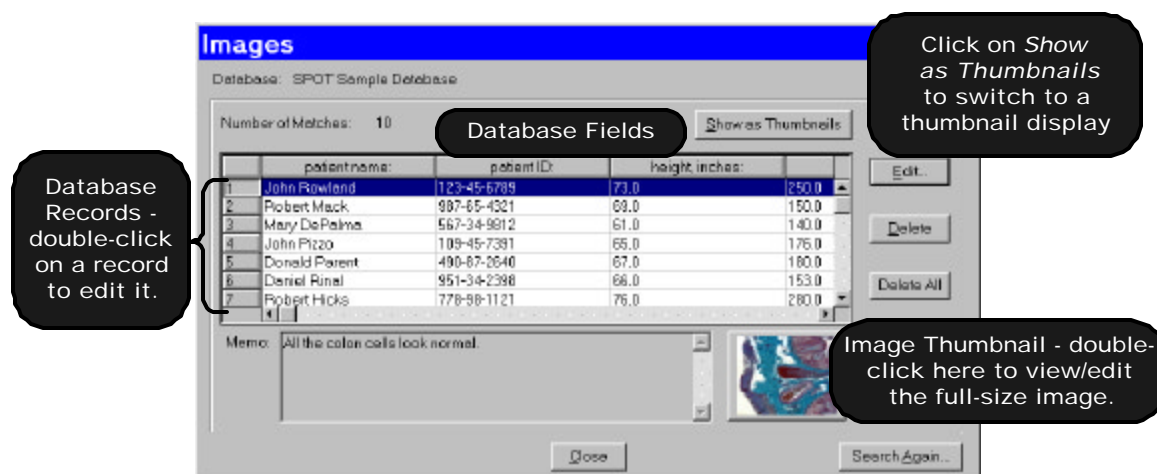 Images
Click on Show
as Thumbnails
to switch to a
thumbnail display
Database: SPOT Sample Database
Number of Matches: 10
Database Fields
Show as Thumbnails
patient name: patient ID: height, inches:
Edit...
Database
Records -
double-click
on a record
to edit it.
1 John Rowland 123-45-6789 73.0 250.0
2 Robert Mack 987-65-4321 69.0 150.0
3 Mary DePalma 567-34-9812 61.0 140.0
4 John Pizzo 109-45-7391 65.0 176.0
5 Donald Parent 490-87-2640 67.0 180.0
6 Daniel Rinal 951-34-2398 66.0 153.0
7 Robert Hicks 778-98-1121 76.0 280.0
Delete
Delete All
Memo: All the colon cells look normal.
Image Thumbnail - double-
click here to view/edit
the full-size image.
Close
Search Again...